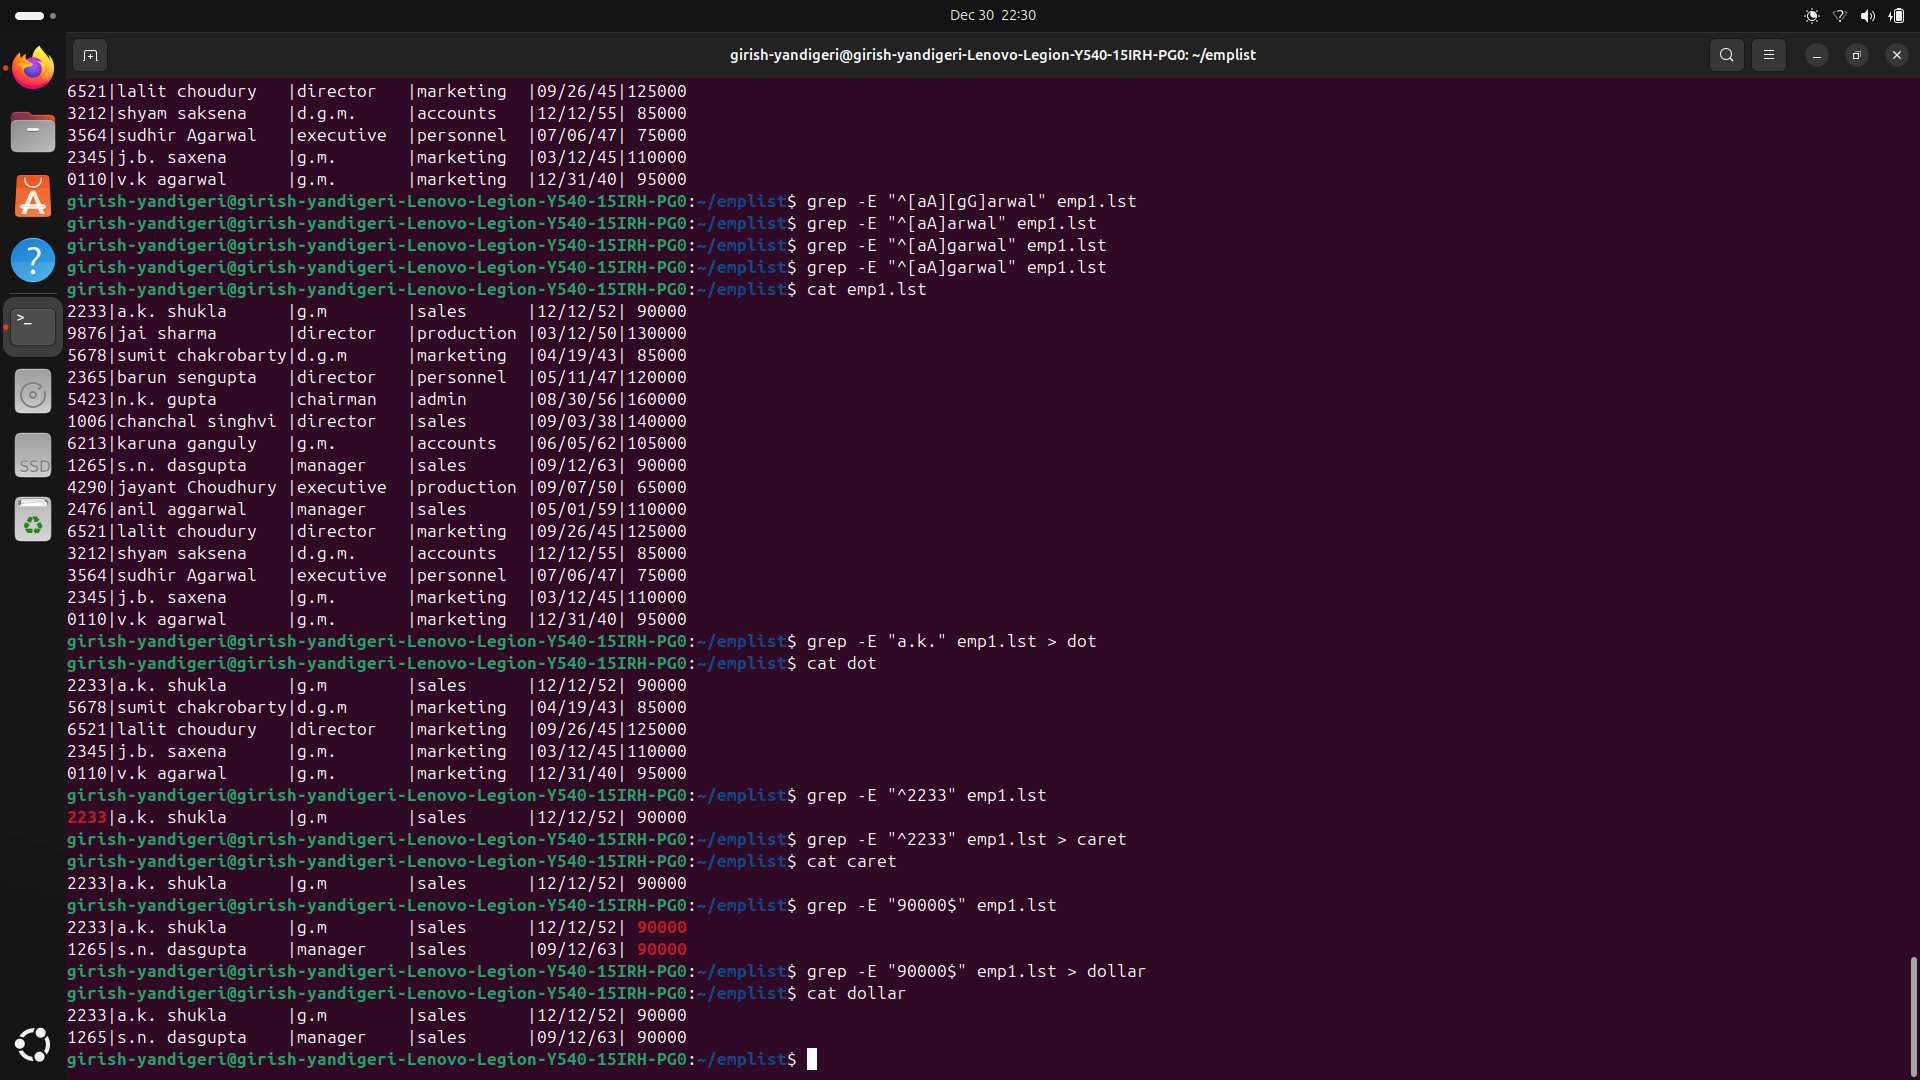 Dec 30 22:30
girish-yandigeri@girish-yandigeri-Lenovo-Legion-Y540-15IRH-PG0: ~/emplist
6521|lalit choudury   |director   |marketing  |09/26/45|125000
3212|shyam saksena    |d.g.m.     |accounts   |12/12/55| 85000
3564|sudhir Agarwal   |executive  |personnel  |07/06/47| 75000
2345|j.b. saxena      |g.m.       |marketing  |03/12/45|110000
0110|v.k agarwal      |g.m.       |marketing  |12/31/40| 95000
girish-yandigeri@girish-yandigeri-Lenovo-Legion-Y540-15IRH-PG0:~/emplist$ grep -E "^[aA][gG]arwal" emp1.lst
girish-yandigeri@girish-yandigeri-Lenovo-Legion-Y540-15IRH-PG0:~/emplist$ grep -E "^[aA]arwal" emp1.lst
girish-yandigeri@girish-yandigeri-Lenovo-Legion-Y540-15IRH-PG0:~/emplist$ grep -E "^[aA]garwal" emp1.lst
girish-yandigeri@girish-yandigeri-Lenovo-Legion-Y540-15IRH-PG0:~/emplist$ grep -E "^[aA]garwal" emp1.lst
girish-yandigeri@girish-yandigeri-Lenovo-Legion-Y540-15IRH-PG0:~/emplist$ cat emp1.lst
2233|a.k. shukla      |g.m        |sales      |12/12/52| 90000
9876|jai sharma       |director   |production |03/12/50|130000
5678|sumit chakrobarty|d.g.m      |marketing  |04/19/43| 85000
2365|barun sengupta   |director   |personnel  |05/11/47|120000
5423|n.k. gupta       |chairman   |admin      |08/30/56|160000
1006|chanchal singhvi |director   |sales      |09/03/38|140000
6213|karuna ganguly   |g.m.       |accounts   |06/05/62|105000
1265|s.n. dasgupta    |manager    |sales      |09/12/63| 90000
4290|jayant Choudhury |executive  |production |09/07/50| 65000
2476|anil aggarwal    |manager    |sales      |05/01/59|110000
6521|lalit choudury   |director   |marketing  |09/26/45|125000
3212|shyam saksena    |d.g.m.     |accounts   |12/12/55| 85000
3564|sudhir Agarwal   |executive  |personnel  |07/06/47| 75000
2345|j.b. saxena      |g.m.       |marketing  |03/12/45|110000
0110|v.k agarwal      |g.m.       |marketing  |12/31/40| 95000
girish-yandigeri@girish-yandigeri-Lenovo-Legion-Y540-15IRH-PG0:~/emplist$ grep -E "a.k." emp1.lst > dot
girish-yandigeri@girish-yandigeri-Lenovo-Legion-Y540-15IRH-PG0:~/emplist$ cat dot
2233|a.k. shukla      |g.m        |sales      |12/12/52| 90000
5678|sumit chakrobarty|d.g.m      |marketing  |04/19/43| 85000
6521|lalit choudury   |director   |marketing  |09/26/45|125000
2345|j.b. saxena      |g.m.       |marketing  |03/12/45|110000
0110|v.k agarwal      |g.m.       |marketing  |12/31/40| 95000
girish-yandigeri@girish-yandigeri-Lenovo-Legion-Y540-15IRH-PG0:~/emplist$ grep -E "^2233" emp1.lst
2233|a.k. shukla      |g.m        |sales      |12/12/52| 90000
girish-yandigeri@girish-yandigeri-Lenovo-Legion-Y540-15IRH-PG0:~/emplist$ grep -E "^2233" emp1.lst > caret
girish-yandigeri@girish-yandigeri-Lenovo-Legion-Y540-15IRH-PG0:~/emplist$ cat caret
2233|a.k. shukla      |g.m        |sales      |12/12/52| 90000
girish-yandigeri@girish-yandigeri-Lenovo-Legion-Y540-15IRH-PG0:~/emplist$ grep -E "90000$" emp1.lst
2233|a.k. shukla      |g.m        |sales      |12/12/52| 90000
1265|s.n. dasgupta    |manager    |sales      |09/12/63| 90000
girish-yandigeri@girish-yandigeri-Lenovo-Legion-Y540-15IRH-PG0:~/emplist$ grep -E "90000$" emp1.lst > dollar
girish-yandigeri@girish-yandigeri-Lenovo-Legion-Y540-15IRH-PG0:~/emplist$ cat dollar
2233|a.k. shukla      |g.m        |sales      |12/12/52| 90000
1265|s.n. dasgupta    |manager    |sales      |09/12/63| 90000
girish-yandigeri@girish-yandigeri-Lenovo-Legion-Y540-15IRH-PG0:~/emplist$
SSD